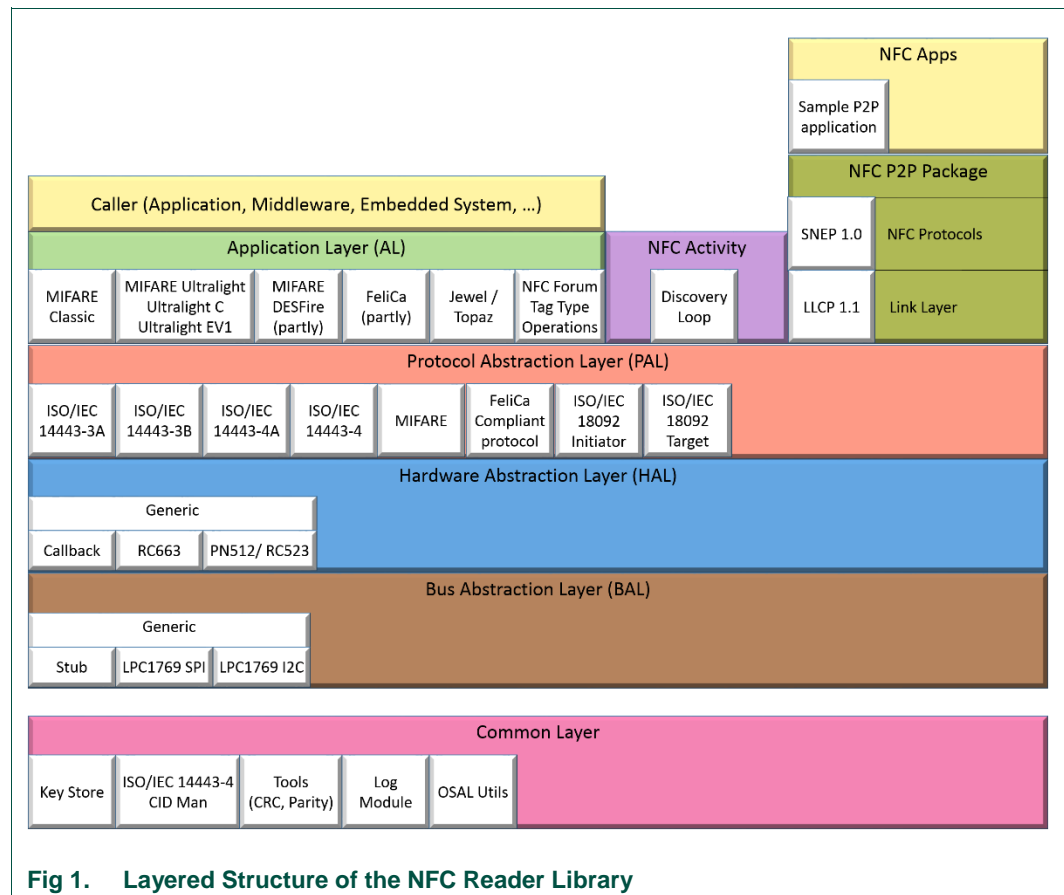 NFC Apps
Sample P2P
application
NFC P2P Package
SNEP 1.0
NFC Protocols
LLCP 1.1
Link Layer
Caller (Application, Middleware, Embedded System, ...)
Application Layer (AL)
MIFARE
Classic
MIFARE Ultralight
Ultralight C
Ultralight EV1
MIFARE
DESFire
(partly)
FeliCa
(partly)
Jewel /
Topaz
NFC Forum
Tag Type
Operations
NFC Activity
Discovery
Loop
Protocol Abstraction Layer (PAL)
ISO/IEC
14443-3A
ISO/IEC
14443-3B
ISO/IEC
14443-4A
ISO/IEC
14443-4
MIFARE
FeliCa
Compliant
protocol
ISO/IEC
18092
Initiator
ISO/IEC
18092
Target
Hardware Abstraction Layer (HAL)
Generic
Callback
RC663
PN512/ RC523
Bus Abstraction Layer (BAL)
Generic
Stub
LPC1769 SPI
LPC1769 I2C
Common Layer
Key Store
ISO/IEC 14443-4
CID Man
Tools
(CRC, Parity)
Log
Module
OSAL Utils
Fig 1. Layered Structure of the NFC Reader Library